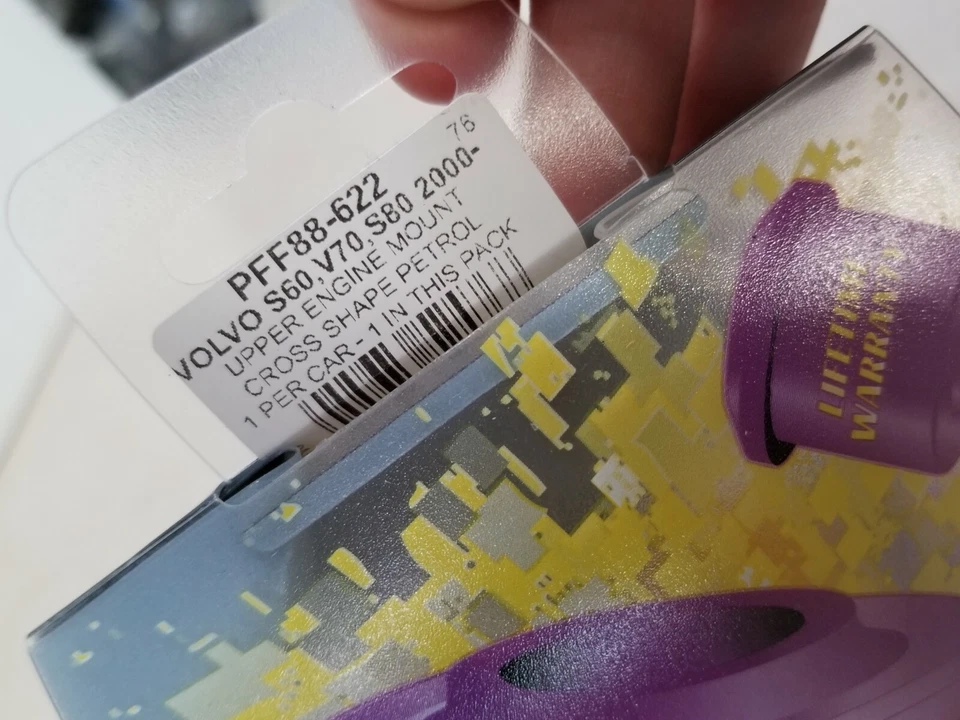 76
PFF88-622
VOLVO S60,V70,S80 2000-
UPPER ENGINE MOUNT
CROSS SHAPE PETROL
1 PER CAR - 1 IN THIS PACK
LIFETIME
WARRANTY